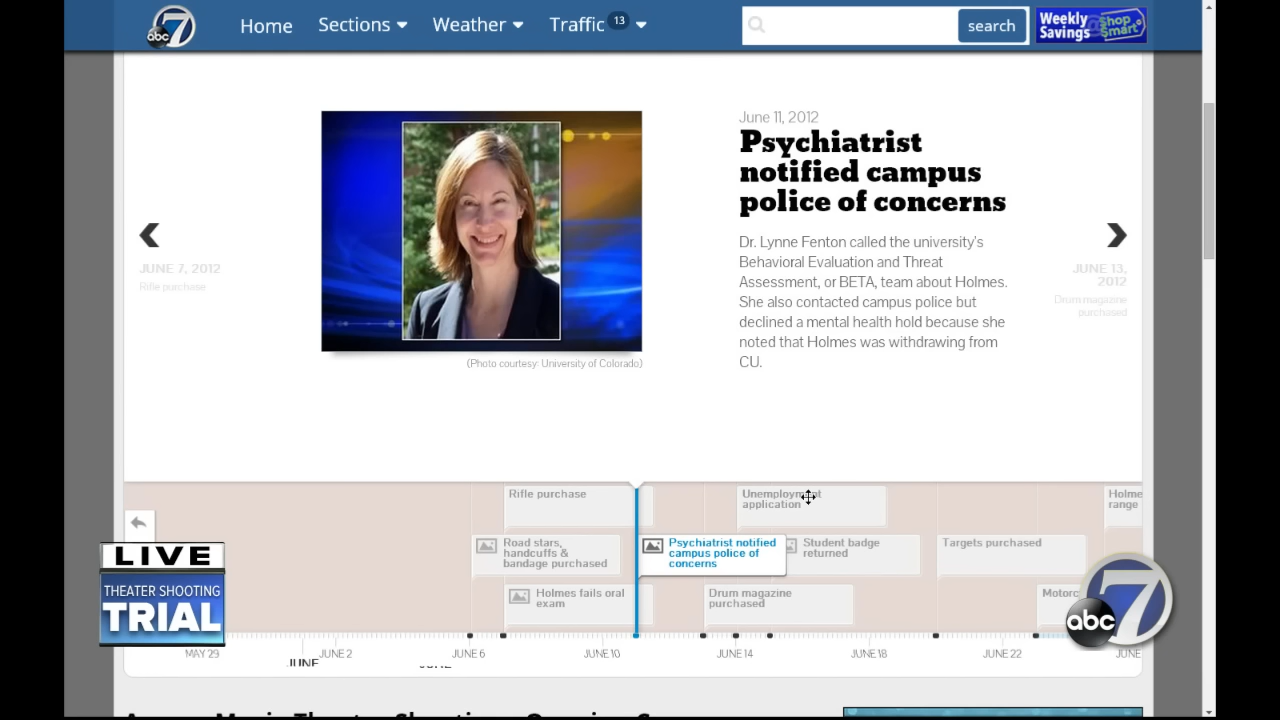 abc 7
Home
Sections
Weather
Traffic 13
search
Weekly
Savings
shop
Smart
June 11, 2012
Psychiatrist
notified campus
police of concerns
Dr. Lynne Fenton called the university's
Behavioral Evaluation and Threat
Assessment, or BETA, team about Holmes.
She also contacted campus police but
declined a mental health hold because she
noted that Holmes was withdrawing from
CU.
JUNE 7, 2012
Rifle purchase
JUNE 13,
2012
Drum magazine
purchased
(Photo courtesy: University of Colorado)
Rifle purchase
Unemployment
application
Holme
range
Road stars,
handcuffs &
bandage purchased
Psychiatrist notified
campus police of
concerns
Student badge
returned
Targets purchased
Holmes fails oral
exam
Drum magazine
purchased
Motorc
LIVE
THEATER SHOOTING
TRIAL
abc 7
MAY 29
JUNE 2
JUNE 6
JUNE 10
JUNE 14
JUNE 18
JUNE 22
JUNE
JUNE